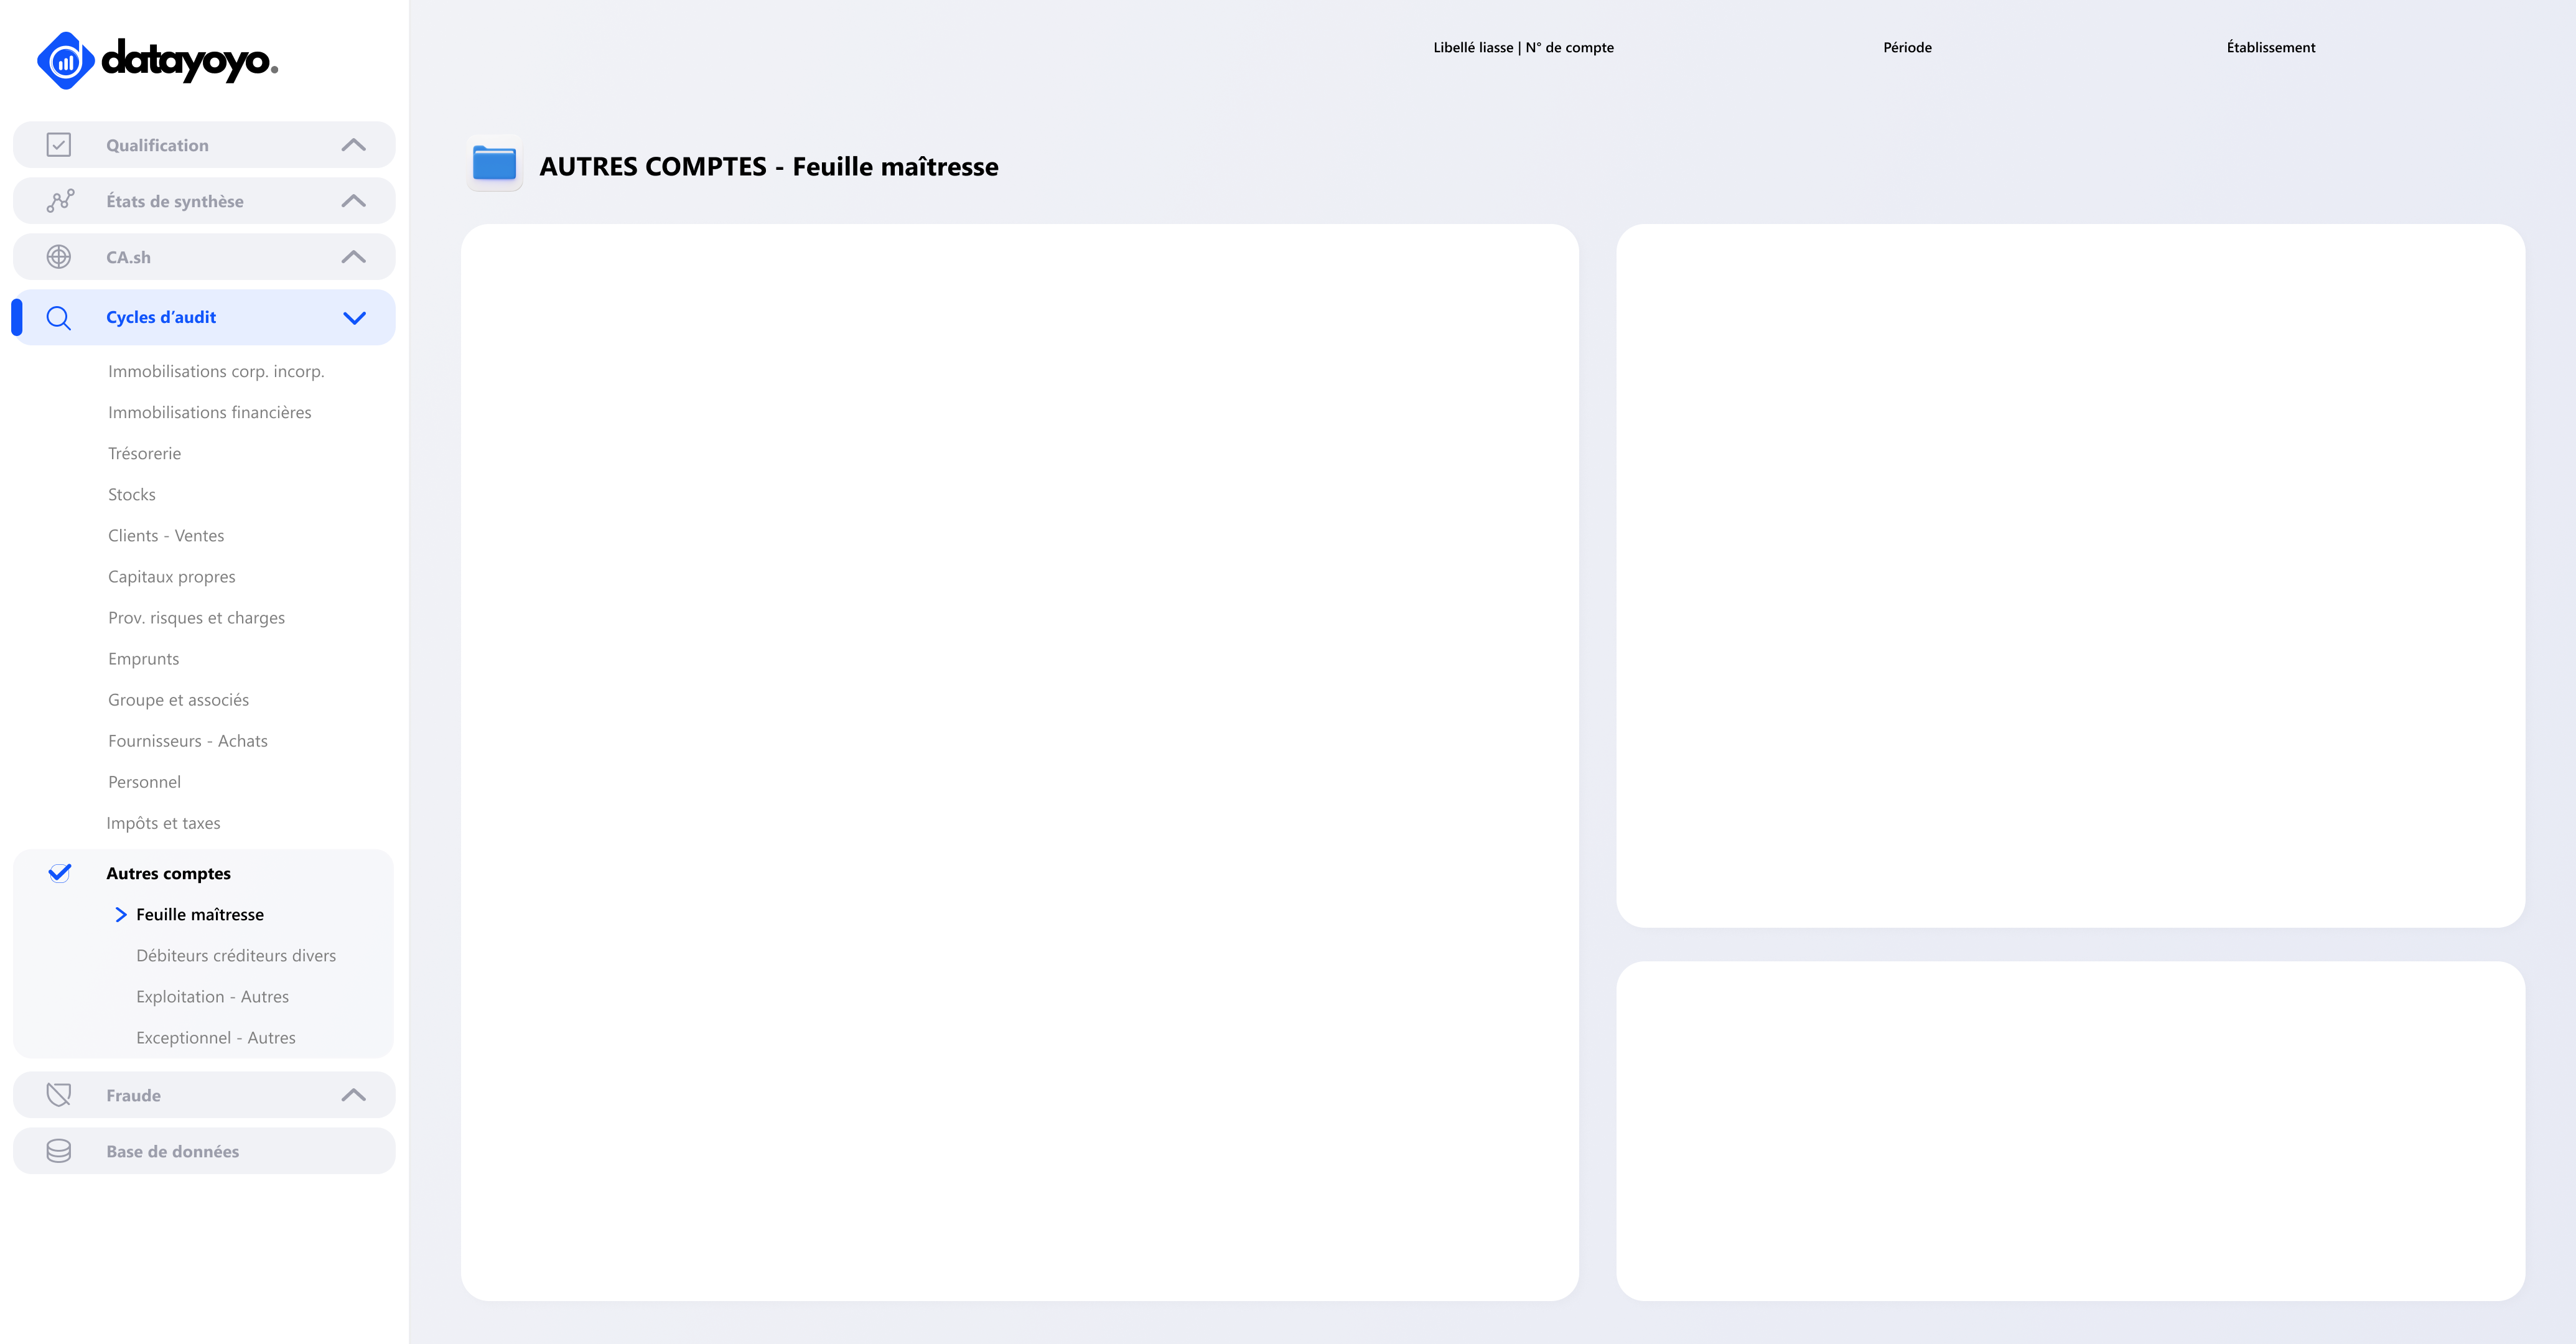 datayoyo.
Libellé liasse | N° de compte
Période
Établissement
Qualification
États de synthèse
CA.sh
Cycles d’audit
Immobilisations corp. incorp.
Immobilisations financières
Trésorerie
Stocks
Clients - Ventes
Capitaux propres
Prov. risques et charges
Emprunts
Groupe et associés
Fournisseurs - Achats
Personnel
Impôts et taxes
Autres comptes
Feuille maîtresse
Débiteurs créditeurs divers
Exploitation - Autres
Exceptionnel - Autres
Fraude
Base de données
AUTRES COMPTES - Feuille maîtresse